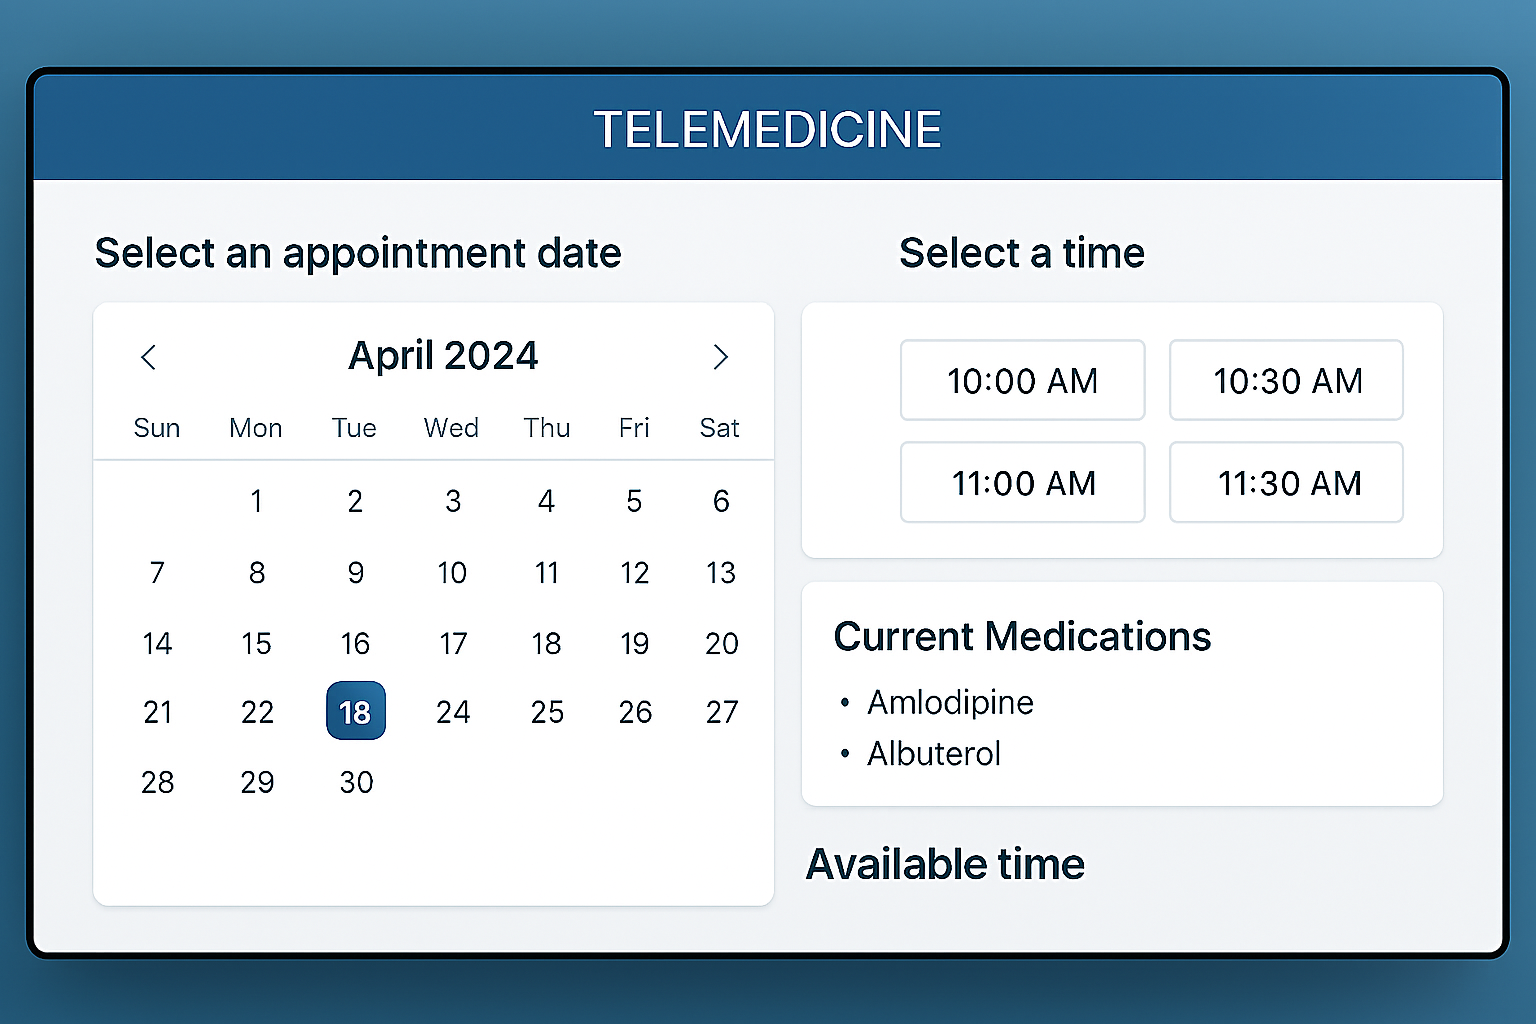 TELEMEDICINE
Select an appointment date
April 2024
Sun Mon Tue Wed Thu Fri Sat
1 2 3 4 5 6
7 8 9 10 11 12 13
14 15 16 17 18 19 20
21 22 18 24 25 26 27
28 29 30
Select a time
10:00 AM 10:30 AM
11:00 AM 11:30 AM
Current Medications
• Amlodipine
• Albuterol
Available time